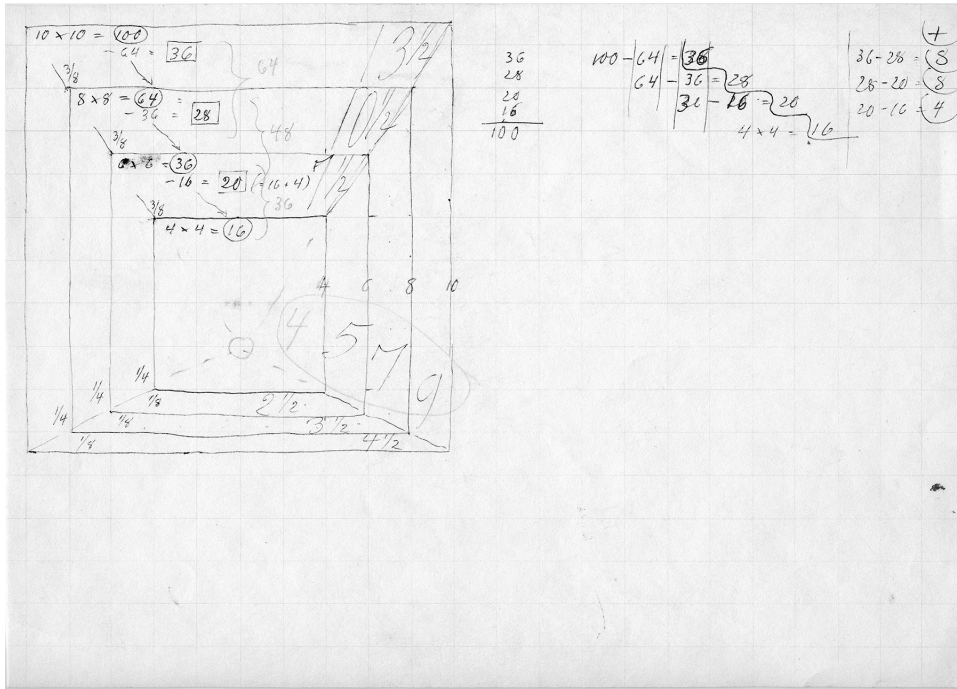 10 × 10 = 100
- 64 = 36
64
13½
3/8
8 × 8 = 64 =
- 36 = 28
48
10½
3/8
6 × 6 = 36
- 16 = 20 (=16+4)
36
7½
3/8
4 × 4 = 16
4 6 8 10
4 5 7 9
1/4 1/8 2½
1/4 1/8 3½
1/4 1/8 4½
36
28
20
16
100
100 - 64 = 36
64 - 36 = 28
36 - 16 = 20
4 × 4 = 16
+
36 - 28 = 8
28 - 20 = 8
20 - 16 = 4